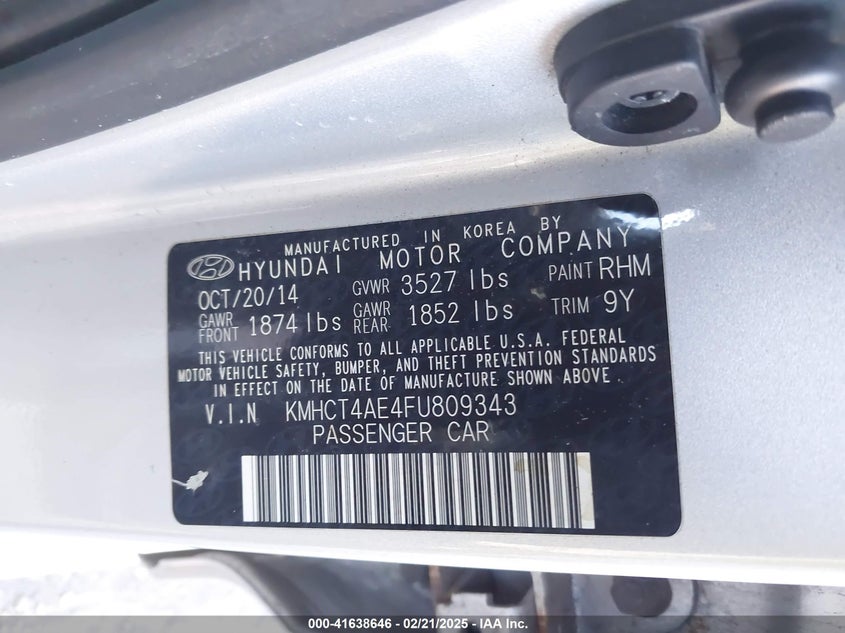 MANUFACTURED IN KOREA BY
HYUNDAI MOTOR COMPANY
OCT/20/14 GVWR 3527 lbs PAINT RHM
GAWR FRONT 1874 lbs GAWR REAR 1852 lbs TRIM 9Y
THIS VEHICLE CONFORMS TO ALL APPLICABLE U.S.A. FEDERAL
MOTOR VEHICLE SAFETY, BUMPER, AND THEFT PREVENTION STANDARDS
IN EFFECT ON THE DATE OF MANUFACTURE SHOWN ABOVE.
V.I.N KMHCT4AE4FU809343
PASSENGER CAR
000-41638646 - 02/21/2025 - IAA Inc.